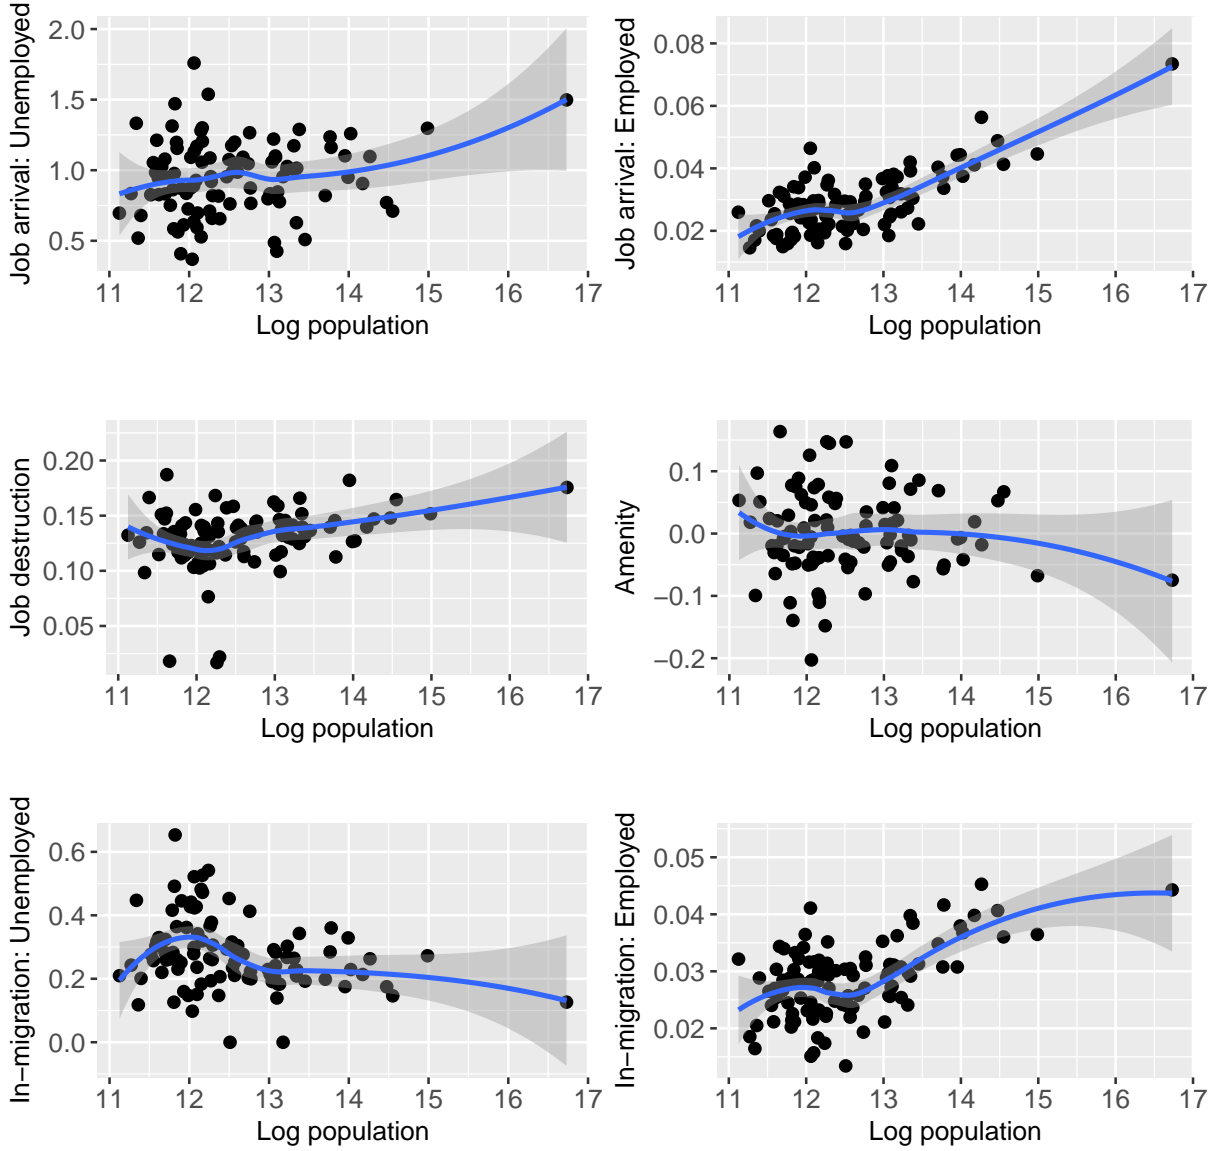 Job arrival: Unemployed
2.0
1.5
1.0
0.5
11 12 13 14 15 16 17
Log population
Job arrival: Employed
0.08
0.06
0.04
0.02
11 12 13 14 15 16 17
Log population
Job destruction
0.20
0.15
0.10
0.05
11 12 13 14 15 16 17
Log population
Amenity
0.1
0.0
−0.1
−0.2
11 12 13 14 15 16 17
Log population
In−migration: Unemployed
0.6
0.4
0.2
0.0
11 12 13 14 15 16 17
Log population
In−migration: Employed
0.05
0.04
0.03
0.02
11 12 13 14 15 16 17
Log population